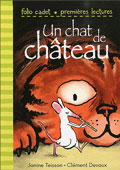 folio cadet • premières lectures
Un chat
de
château
Janine Teisson • Clément Devaux